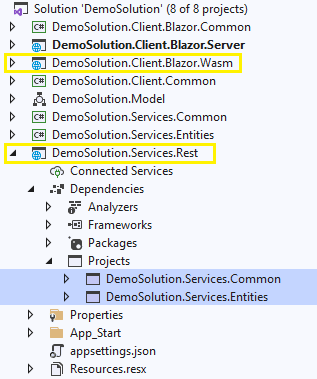 Solution 'DemoSolution' (8 of 8 projects)
C# DemoSolution.Client.Blazor.Common
DemoSolution.Client.Blazor.Server
DemoSolution.Client.Blazor.Wasm
C# DemoSolution.Client.Common
DemoSolution.Model
C# DemoSolution.Services.Common
C# DemoSolution.Services.Entities
DemoSolution.Services.Rest
Connected Services
Dependencies
Analyzers
Frameworks
Packages
Projects
DemoSolution.Services.Common
DemoSolution.Services.Entities
Properties
App_Start
appsettings.json
Resources.resx